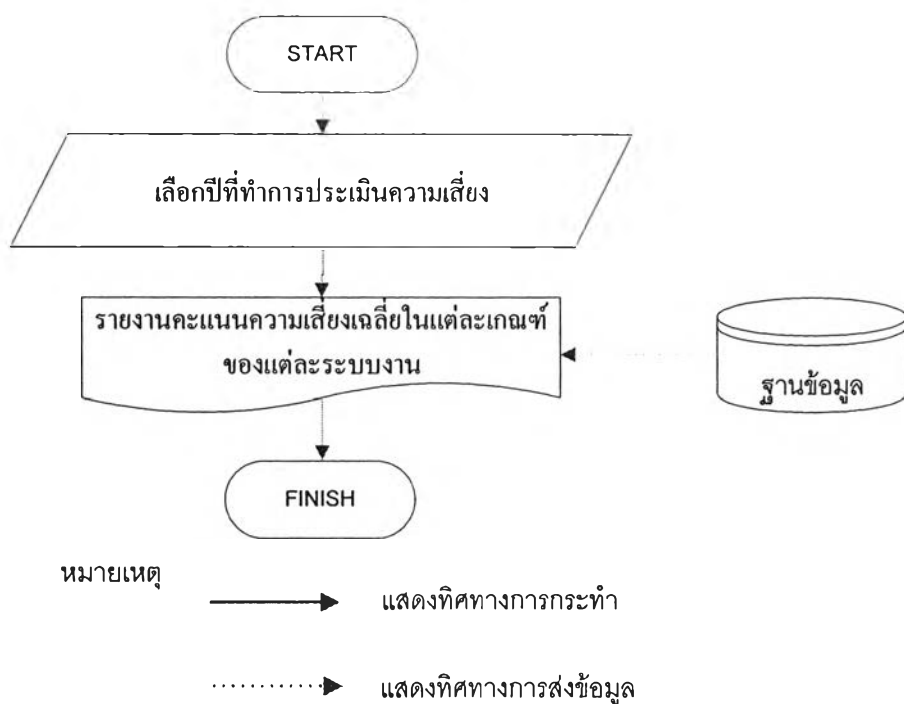 START
เลือกปีที่ทำการประเมินความเสี่ยง
รายงานคะแนนความเสี่ยงเฉลี่ยในแต่ละเกณฑ์
ของแต่ละระบบงาน
ฐานข้อมูล
FINISH
หมายเหตุ
แสดงทิศทางการกระทำ
แสดงทิศทางการส่งข้อมูล